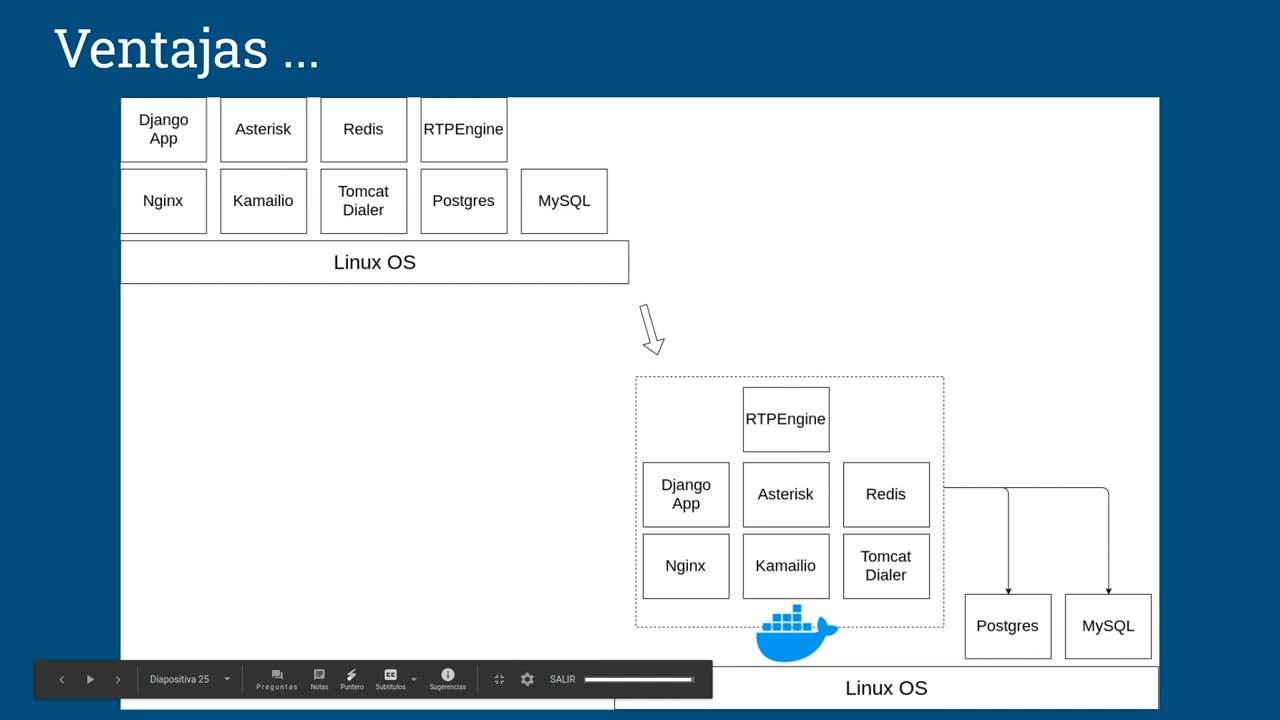 Ventajas ...
Django
App
Asterisk
Redis
RTPEngine
Nginx
Kamailio
Tomcat
Dialer
Postgres
MySQL
Linux OS
RTPEngine
Django
App
Asterisk
Redis
Nginx
Kamailio
Tomcat
Dialer
Postgres
MySQL
Linux OS
Diapositiva 25
Preguntas
Notas
Puntero
CC
Subtítulos
Sugerencias
SALIR